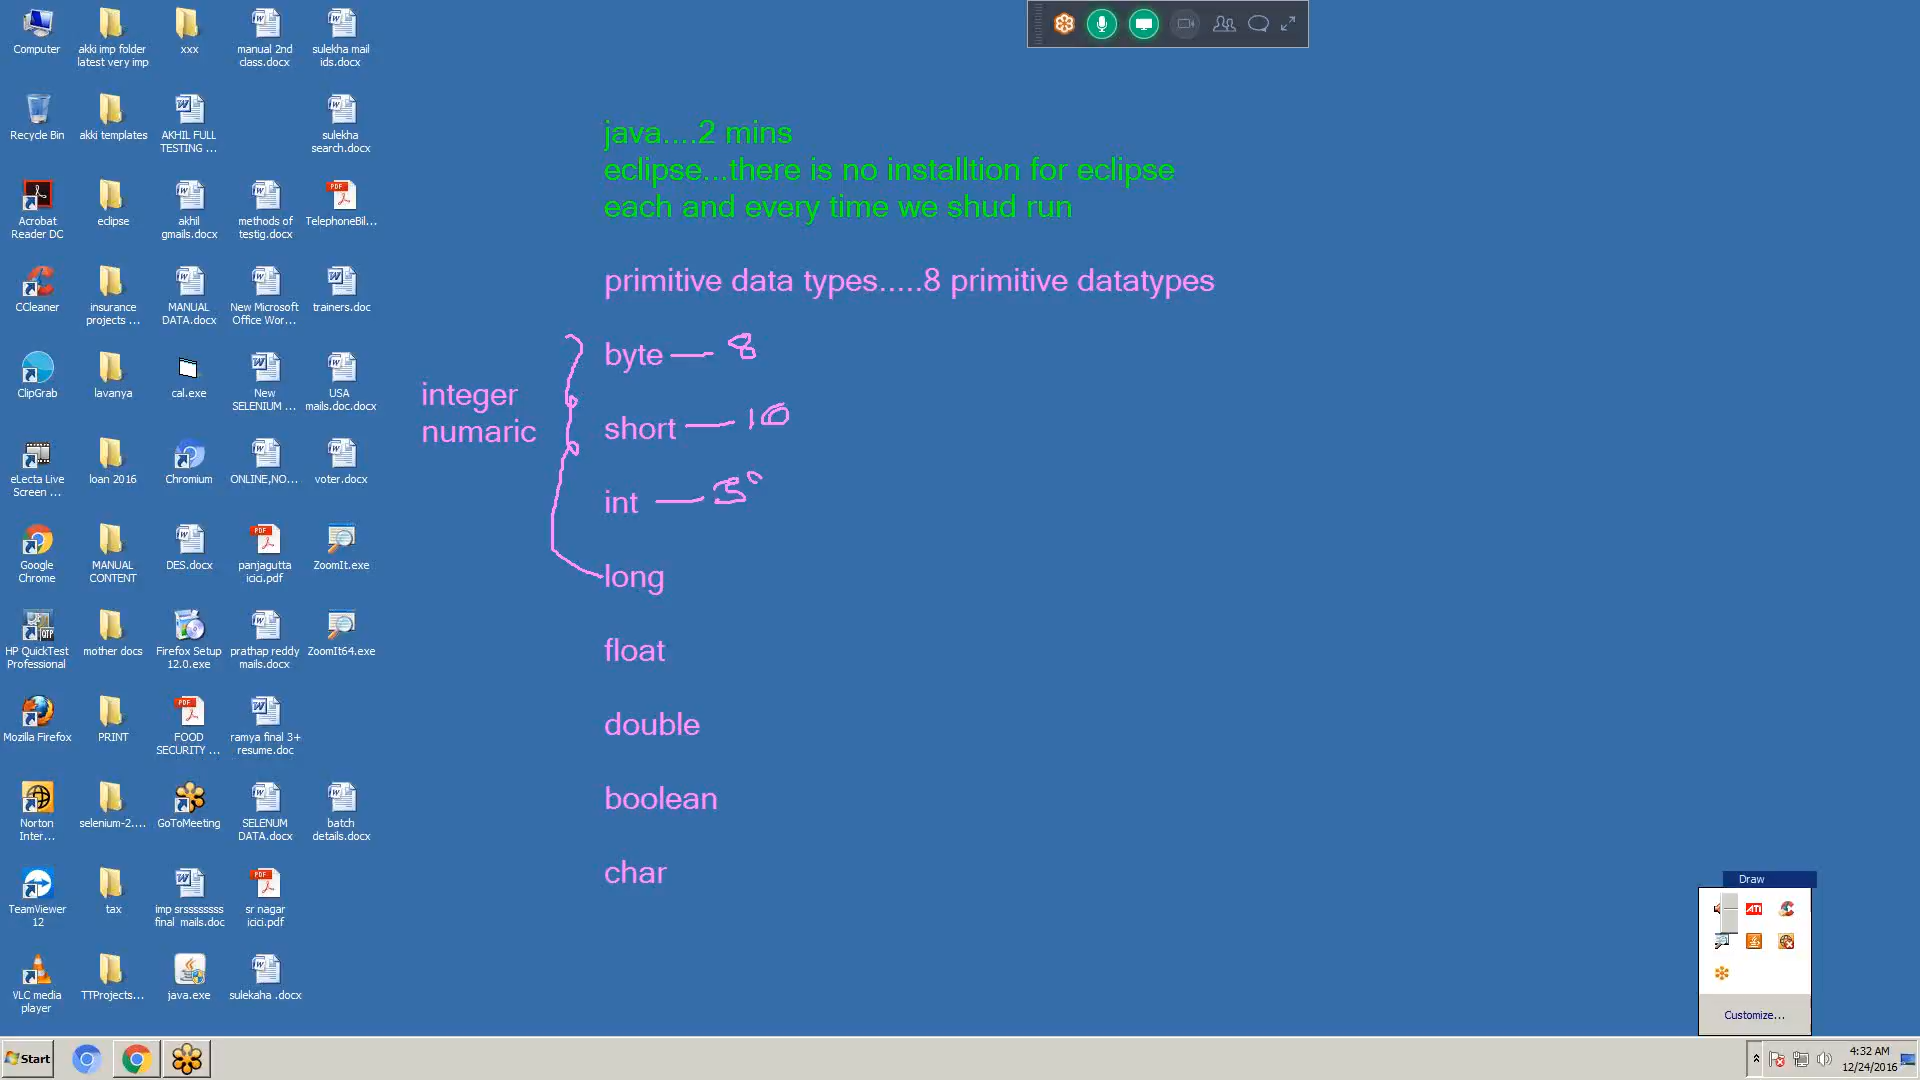 Computer
akki imp folder
latest very imp
xxx
manual 2nd
class.docx
sulekha mail
ids.docx
Recycle Bin
akki templates
AKHIL FULL
TESTING ...
sulekha
search.docx
Acrobat
Reader DC
eclipse
akhil
gmails.docx
methods of
testig.docx
TelephoneBil...
CCleaner
insurance
projects ...
MANUAL
DATA.docx
New Microsoft
Office Wor...
trainers.doc
ClipGrab
lavanya
cal.exe
New
SELENIUM ...
USA
mails.doc.docx
eLecta Live
Screen ...
loan 2016
Chromium
ONLINE,NO...
voter.docx
Google
Chrome
MANUAL
CONTENT
DES.docx
panjagutta
icici.pdf
ZoomIt.exe
HP QuickTest
Professional
mother docs
Firefox Setup
12.0.exe
prathap reddy
mails.docx
ZoomIt64.exe
Mozilla Firefox
PRINT
FOOD
SECURITY ...
ramya final 3+
resume.doc
Norton
Inter...
selenium-2....
GoToMeeting
SELENUM
DATA.docx
batch
details.docx
TeamViewer
12
tax
imp srssssssss
final mails.doc
sr nagar
icici.pdf
VLC media
player
TTProjects...
java.exe
sulekaha .docx
java....2 mins
eclipse...there is no installtion for eclipse
each and every time we shud run
primitive data types.....8 primitive datatypes
integer
numaric
byte — 8
short — 16
int — 3
long
float
double
boolean
char
Draw
ATI
Customize...
Start
4:32 AM
12/24/2016